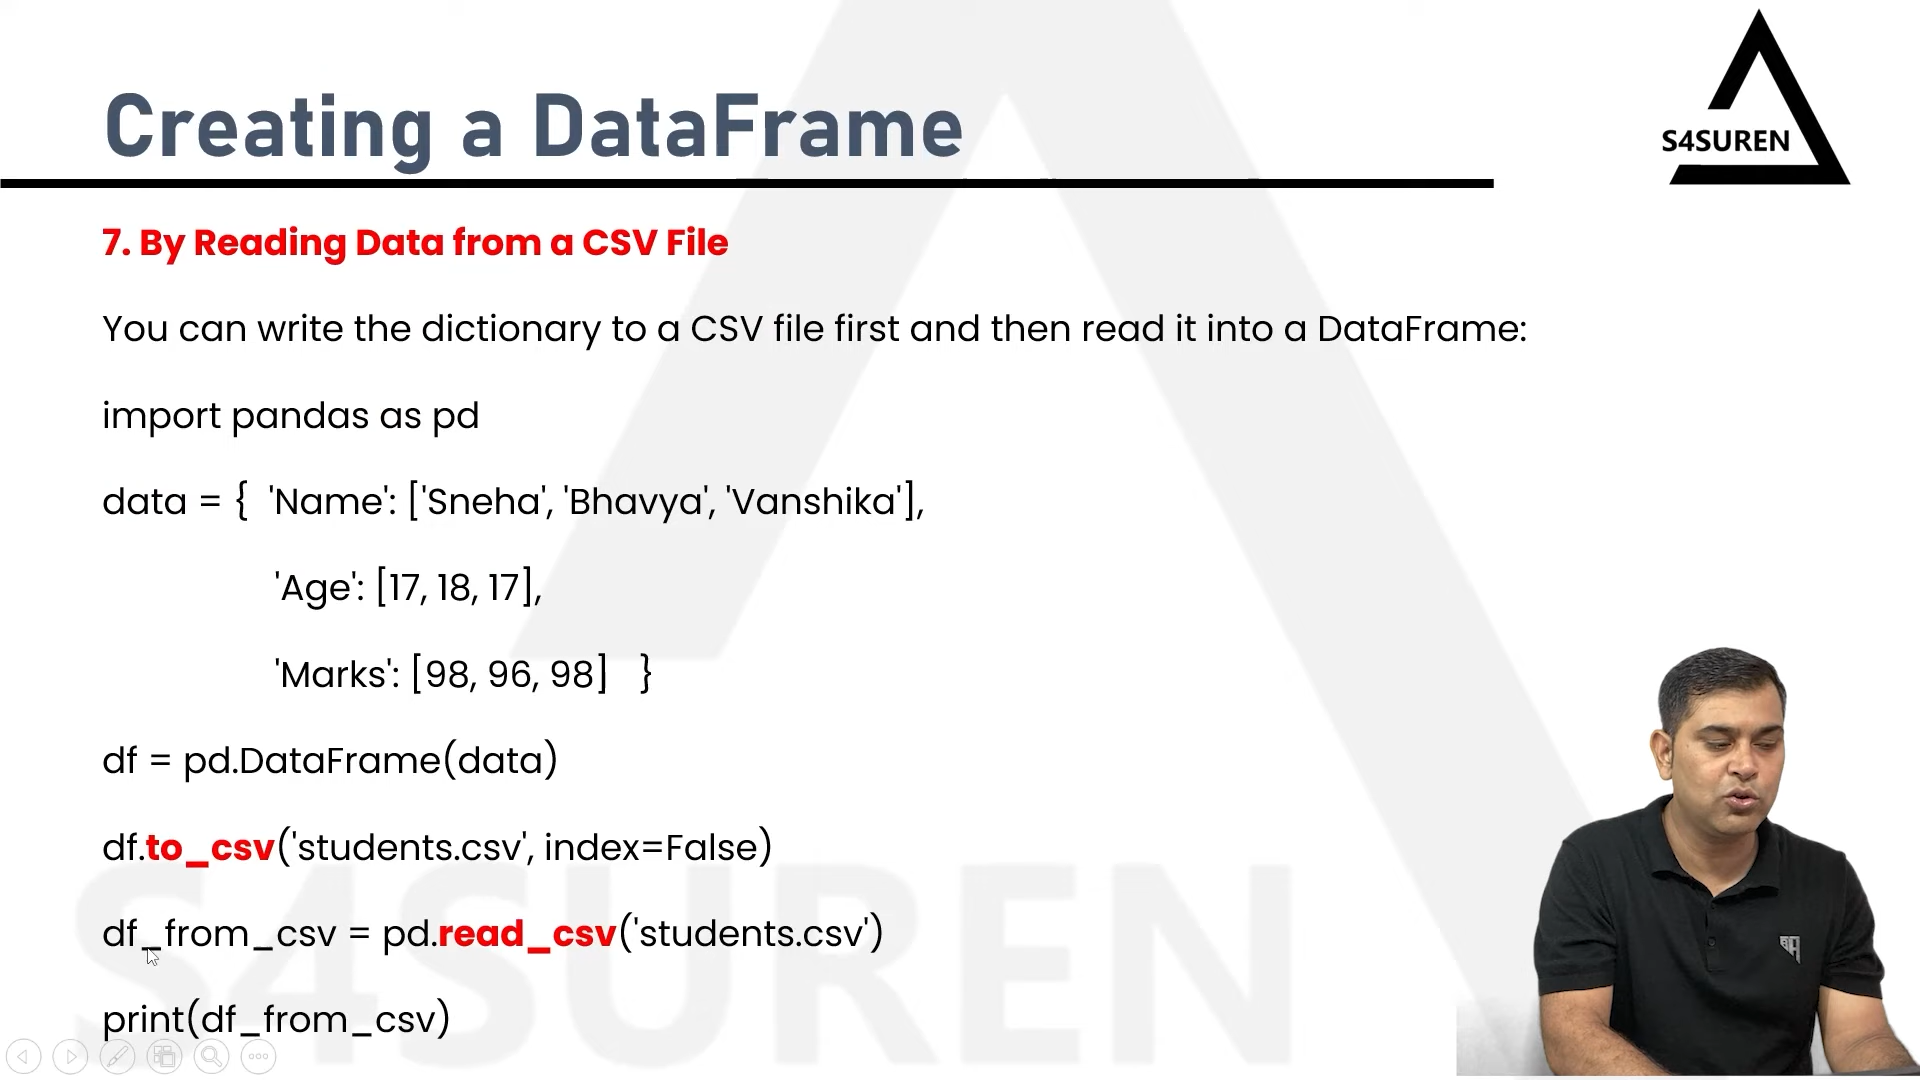 Creating a DataFrame
S4SUREN
7. By Reading Data from a CSV File
You can write the dictionary to a CSV file first and then read it into a DataFrame:
import pandas as pd
data = { 'Name': ['Sneha', 'Bhavya', 'Vanshika'],
'Age': [17, 18, 17],
'Marks': [98, 96, 98] }
df = pd.DataFrame(data)
df.to_csv('students.csv', index=False)
df_from_csv = pd.read_csv('students.csv')
print(df_from_csv)
S4SUREN